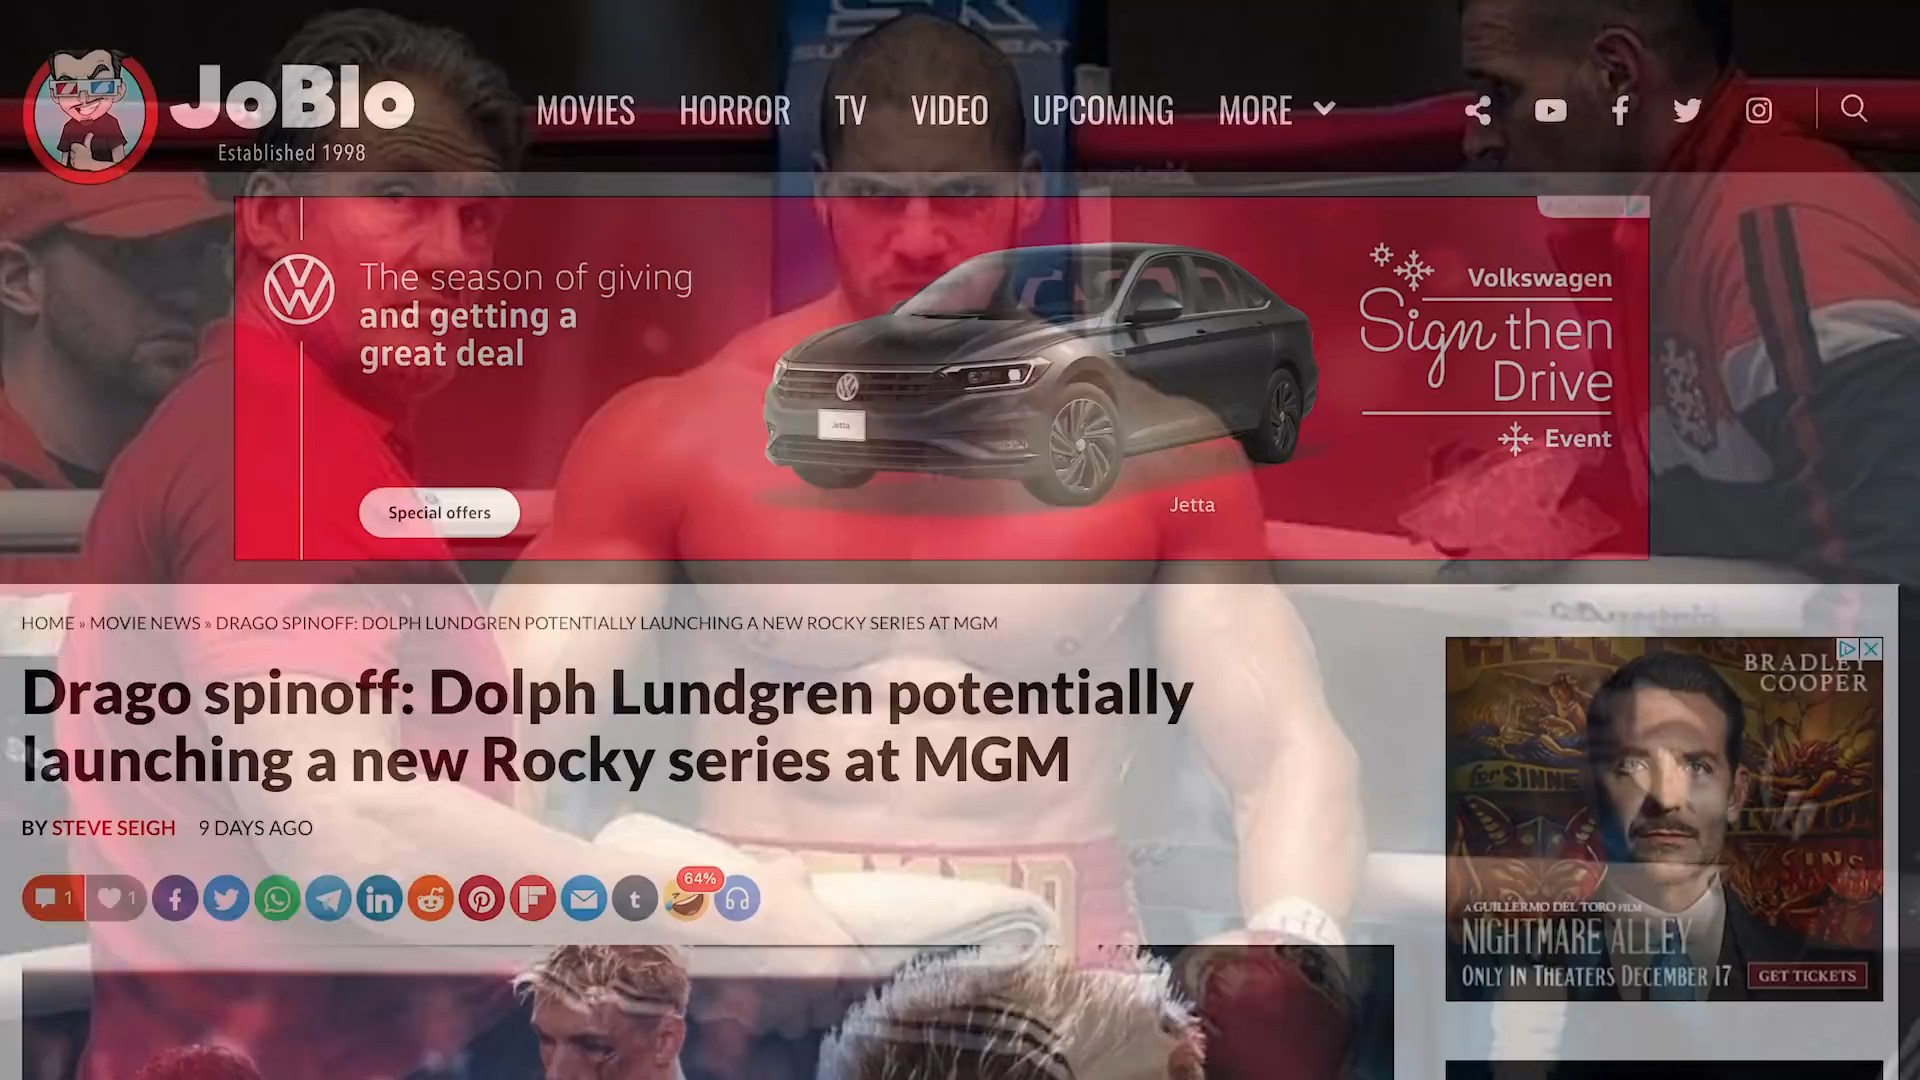 JoBlo
Established 1998
MOVIES HORROR TV VIDEO UPCOMING MORE
The season of giving
and getting a
great deal
Special offers
Jetta
Jetta
Volkswagen
Sign then
Drive
Event
HOME » MOVIE NEWS » DRAGO SPINOFF: DOLPH LUNDGREN POTENTIALLY LAUNCHING A NEW ROCKY SERIES AT MGM
Drago spinoff: Dolph Lundgren potentially
launching a new Rocky series at MGM
BY STEVE SEIGH 9 DAYS AGO
1 1
64%
BRADLEY
COOPER
for SINNE
A GUILLERMO DEL TORO FILM
NIGHTMARE ALLEY
ONLY IN THEATERS DECEMBER 17
GET TICKETS